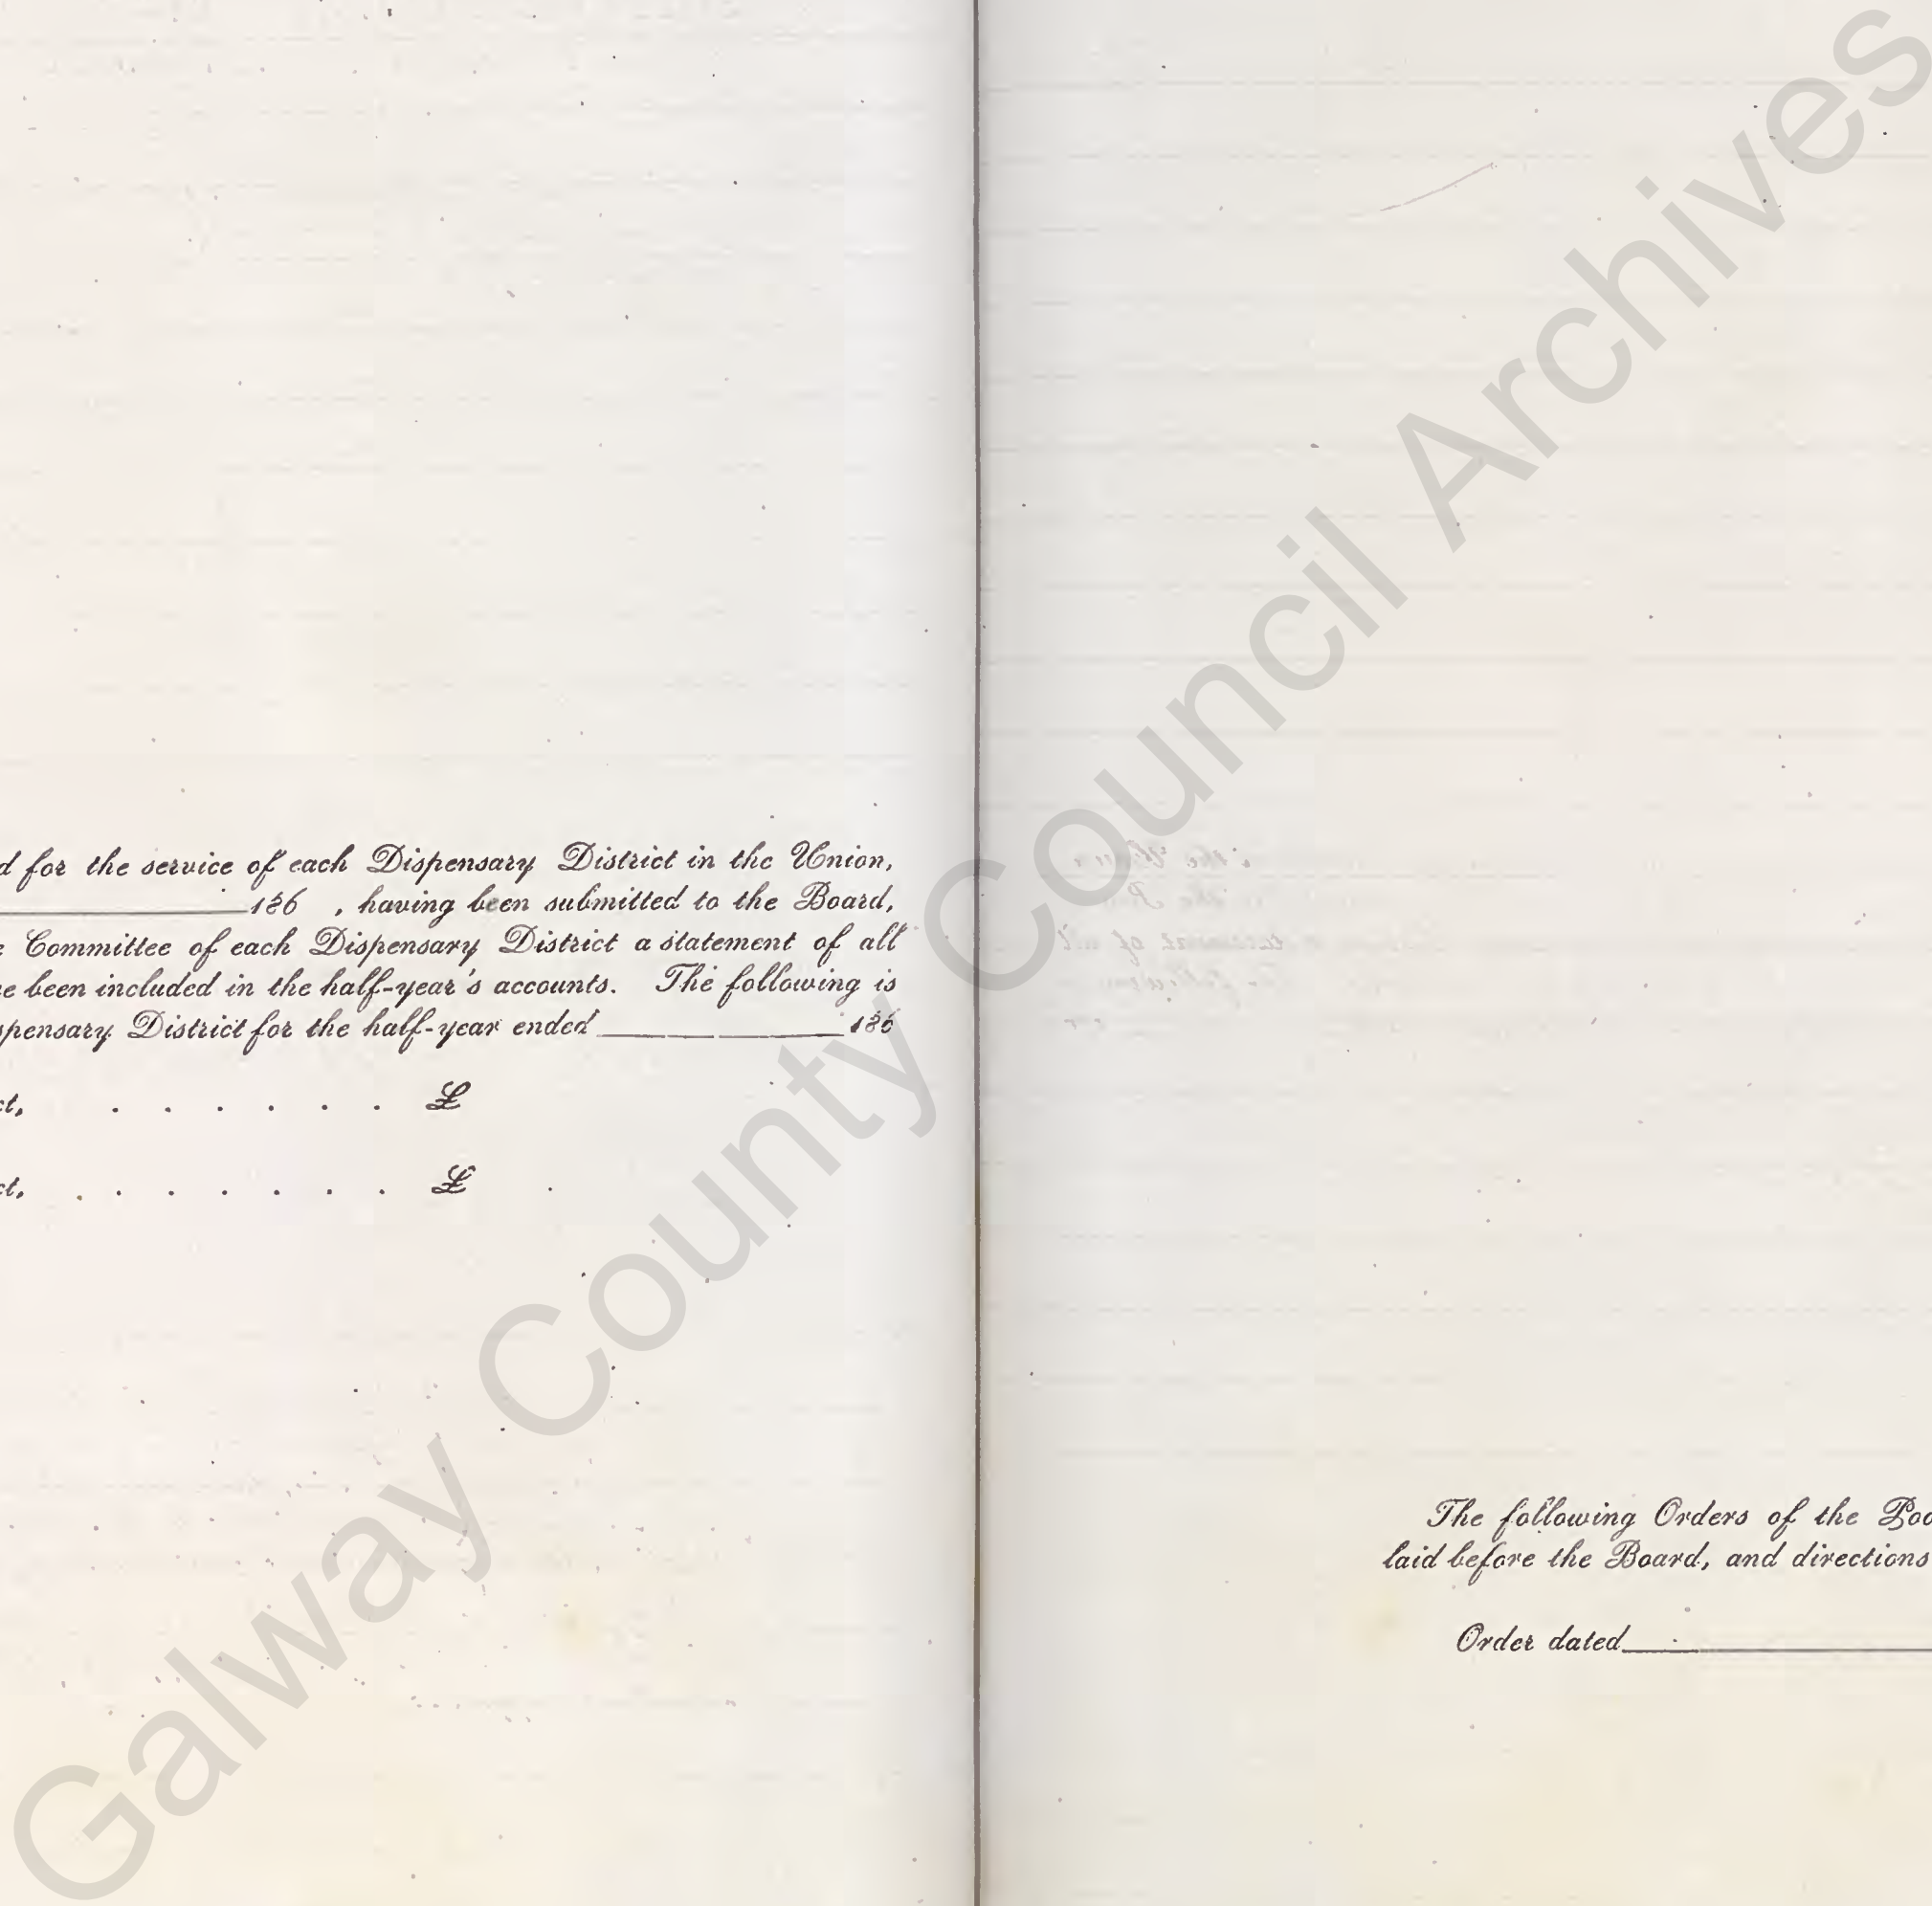 d for the service of each Dispensary District in the Union,
186 , having been submitted to the Board,
Committee of each Dispensary District a statement of all
e been included in the half-year's accounts. The following is
spensary District for the half-year ended 186
ct, . . . . . . £
ct, . . . . . . . £
The following Orders of the Poo
laid before the Board, and directions
Order dated
Galway County Council Archives